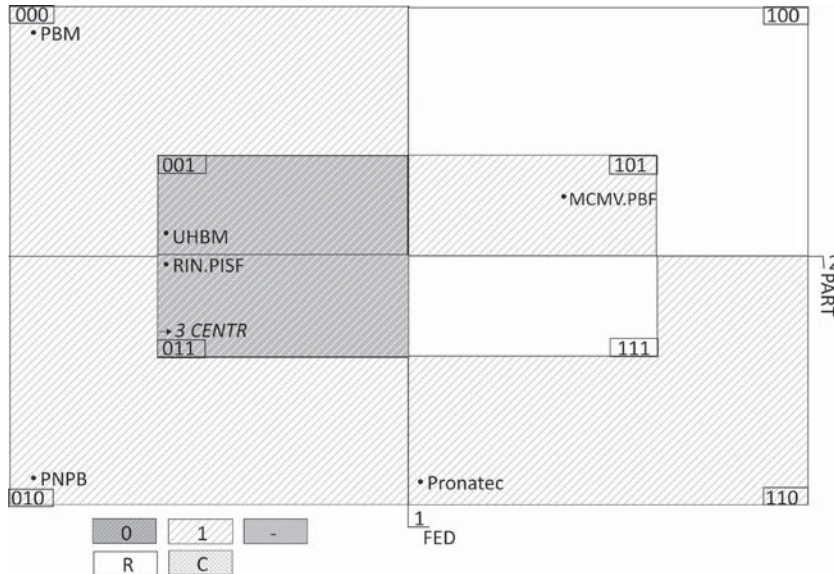 000 100
PBM
001 101
MCMV.PBF
UHBM
RIN.PISF
2
PART
3 CENTR
011 111
PNPB
Pronatec
010 110
1
FED
0 1 -
R C